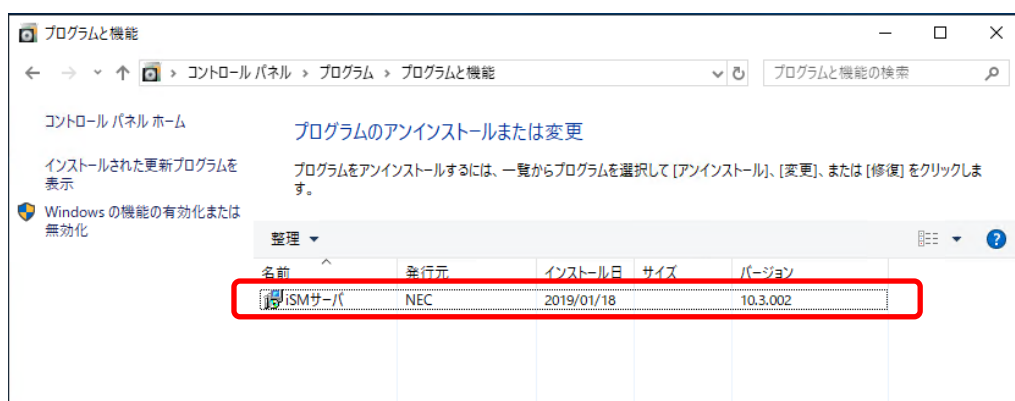 プログラムと機能
コントロール パネル › プログラム › プログラムと機能
プログラムと機能の検索
コントロール パネル ホーム
インストールされた更新プログラムを
表示
Windows の機能の有効化または
無効化
プログラムのアンインストールまたは変更
プログラムをアンインストールするには、一覧からプログラムを選択して [アンインストール]、[変更]、または [修復] をクリックしま
す。
整理
名前 発行元 インストール日 サイズ バージョン
iSMサーバ NEC 2019/01/18 10.3.002